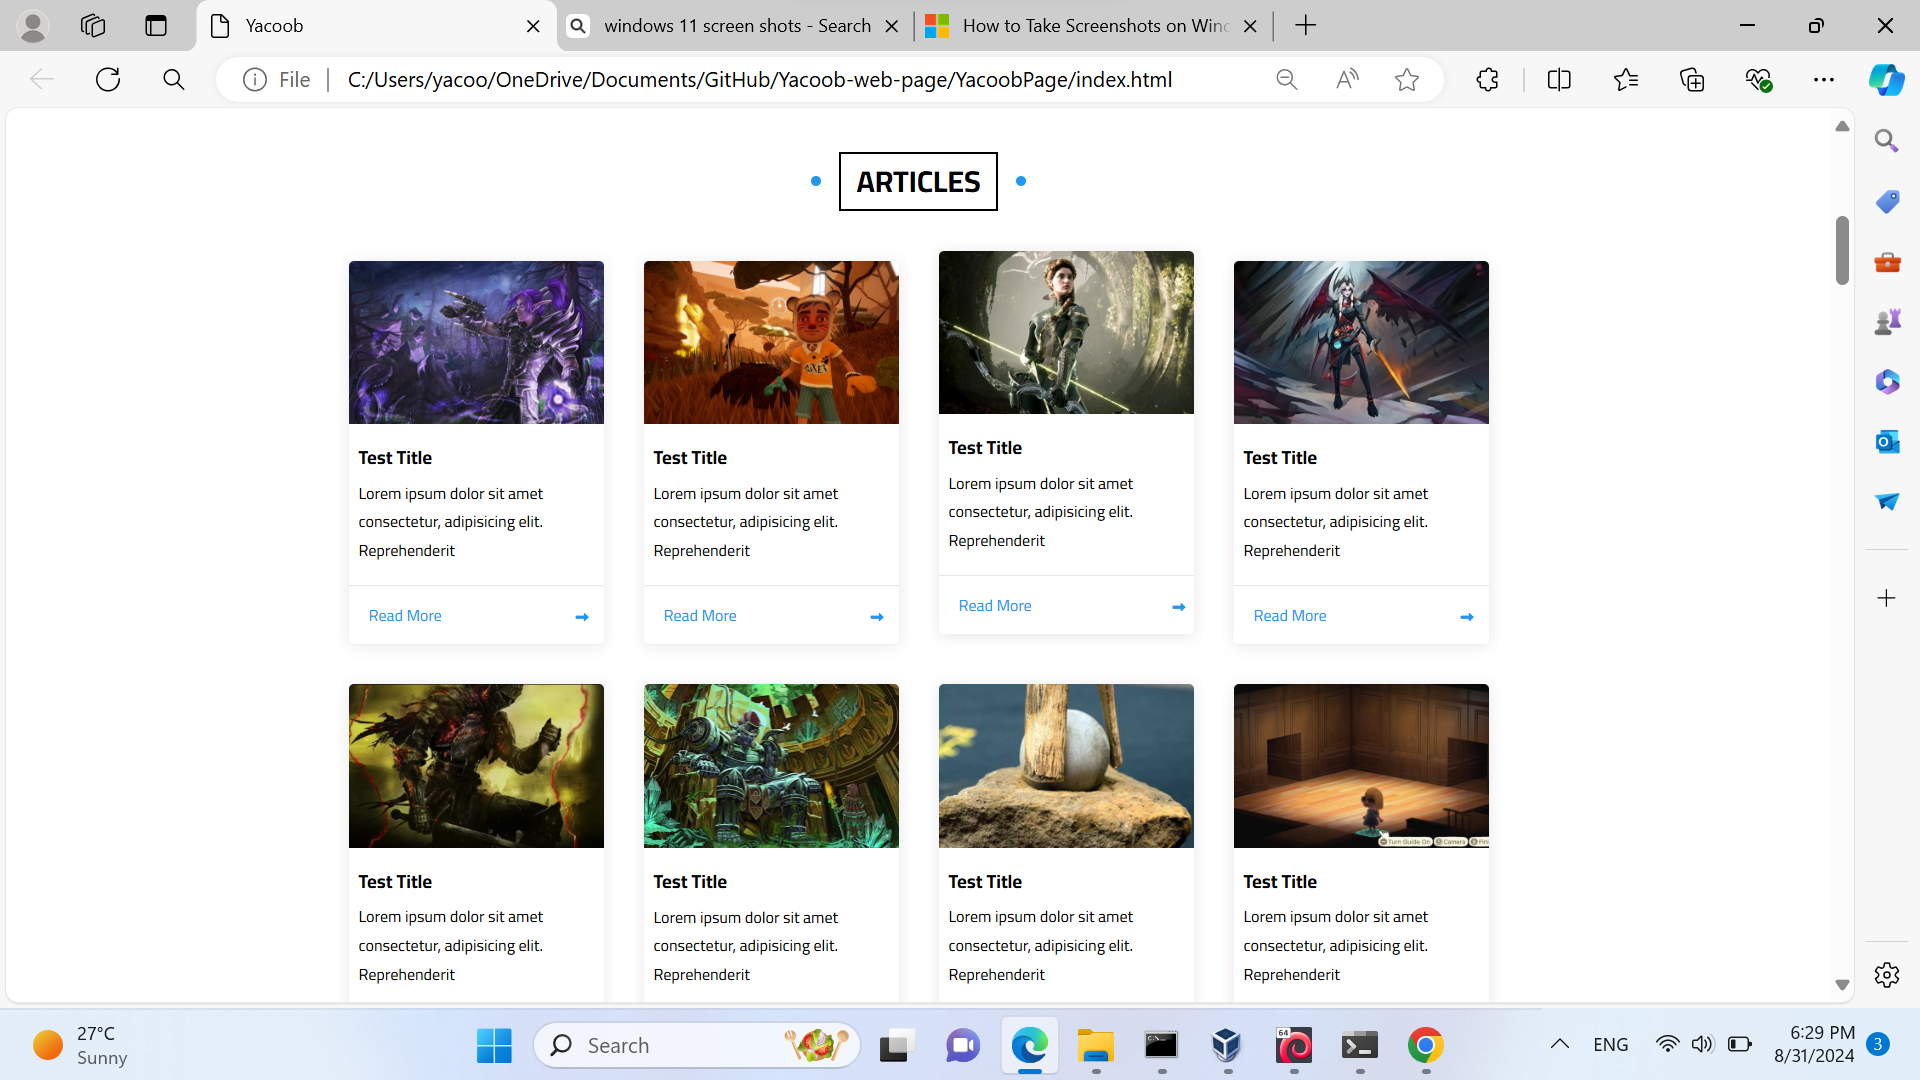 Yacoob
windows 11 screen shots - Search
How to Take Screenshots on Winc
File
C:/Users/yacoo/OneDrive/Documents/GitHub/Yacoob-web-page/YacoobPage/index.html
ARTICLES
Test Title
Lorem ipsum dolor sit amet
consectetur, adipisicing elit.
Reprehenderit
Read More
Test Title
Lorem ipsum dolor sit amet
consectetur, adipisicing elit.
Reprehenderit
Read More
Test Title
Lorem ipsum dolor sit amet
consectetur, adipisicing elit.
Reprehenderit
Read More
Test Title
Lorem ipsum dolor sit amet
consectetur, adipisicing elit.
Reprehenderit
Read More
Turn Guide On Camera Fini
Test Title
Lorem ipsum dolor sit amet
consectetur, adipisicing elit.
Reprehenderit
Test Title
Lorem ipsum dolor sit amet
consectetur, adipisicing elit.
Reprehenderit
Test Title
Lorem ipsum dolor sit amet
consectetur, adipisicing elit.
Reprehenderit
Test Title
Lorem ipsum dolor sit amet
consectetur, adipisicing elit.
Reprehenderit
27°C
Sunny
Search
64
ENG
6:29 PM
8/31/2024
3